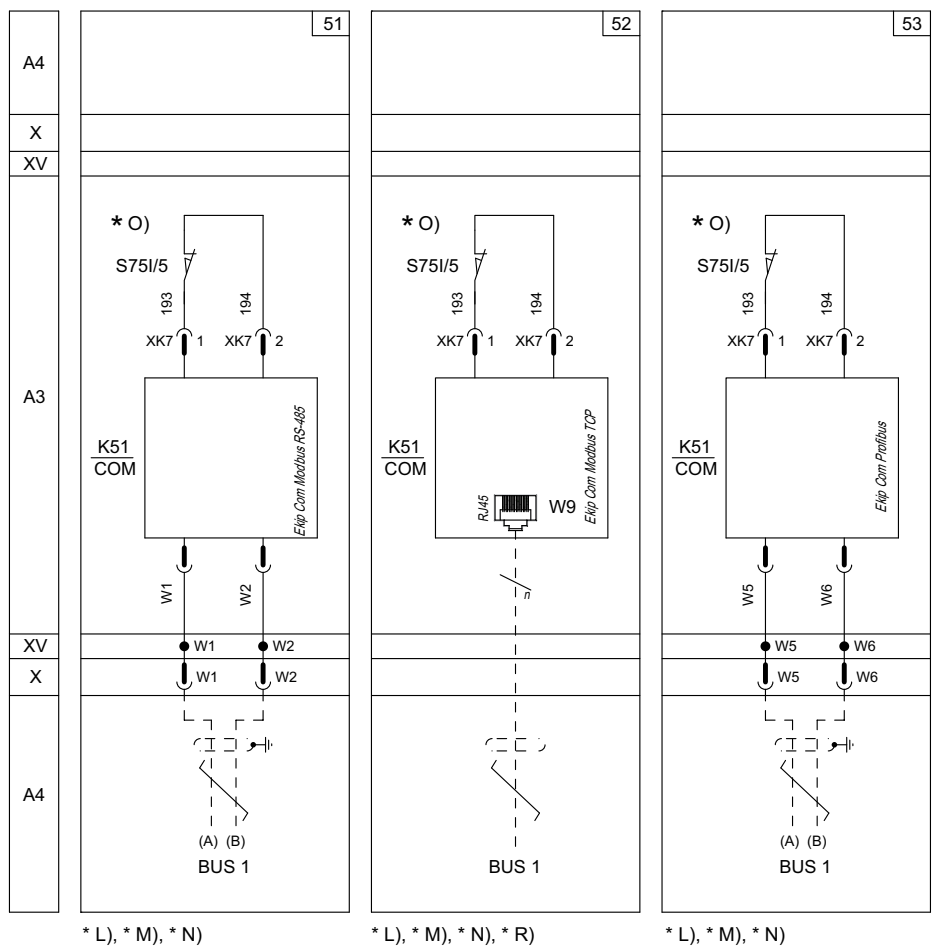 A4
X
XV
A3
XV
X
A4
51
* O)
S75I/5
193
194
XK7 1
XK7 2
K51
COM
Ekip Com Modbus RS-485
W1
W2
W1
W2
W1
W2
(A) (B)
BUS 1
* L), * M), * N)
52
* O)
S75I/5
193
194
XK7 1
XK7 2
K51
COM
RJ45
W9
Ekip Com Modbus TCP
n
BUS 1
* L), * M), * N), * R)
53
* O)
S75I/5
193
194
XK7 1
XK7 2
K51
COM
Ekip Com Profibus
W5
W6
W5
W6
W5
W6
(A) (B)
BUS 1
* L), * M), * N)